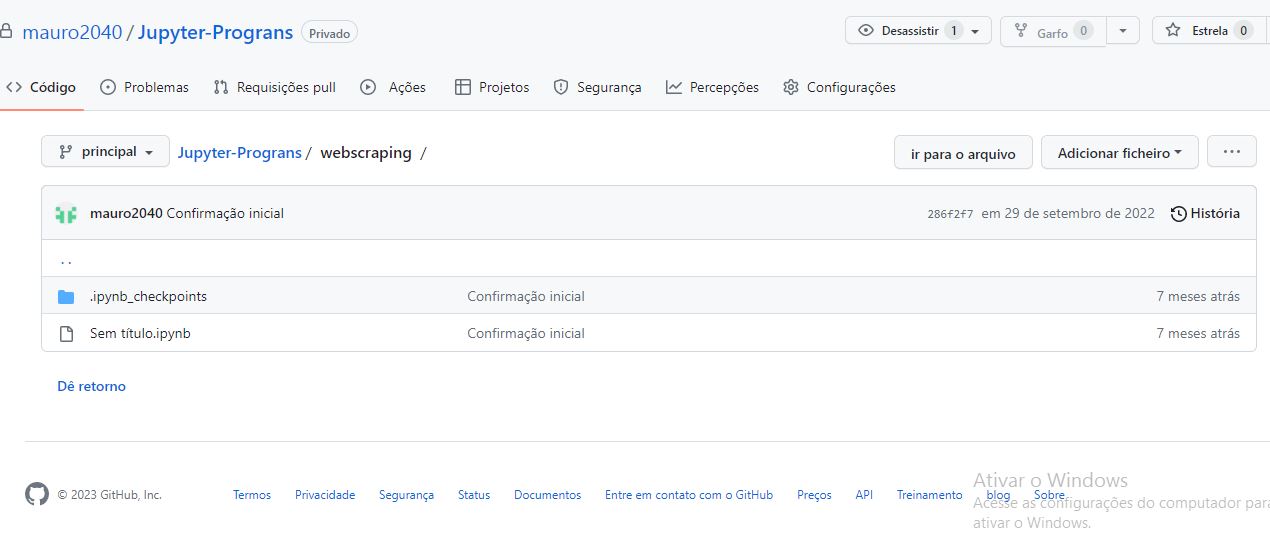 mauro2040 / Jupyter-Prograns Privado Desassistir 1 Garfo 0 Estrela 0
Código Problemas Requisições pull Ações Projetos Segurança Percepções Configurações
principal Jupyter-Prograns / webscraping / ir para o arquivo Adicionar ficheiro ...
mauro2040 Confirmação inicial 286f2f7 em 29 de setembro de 2022 História
..
.ipynb_checkpoints Confirmação inicial 7 meses atrás
Sem título.ipynb Confirmação inicial 7 meses atrás
Dê retorno
© 2023 GitHub, Inc. Termos Privacidade Segurança Status Documentos Entre em contato com o GitHub Preços API Treinamento blog Sobre
Ativar o Windows
Acesse as configurações do computador para
ativar o Windows.